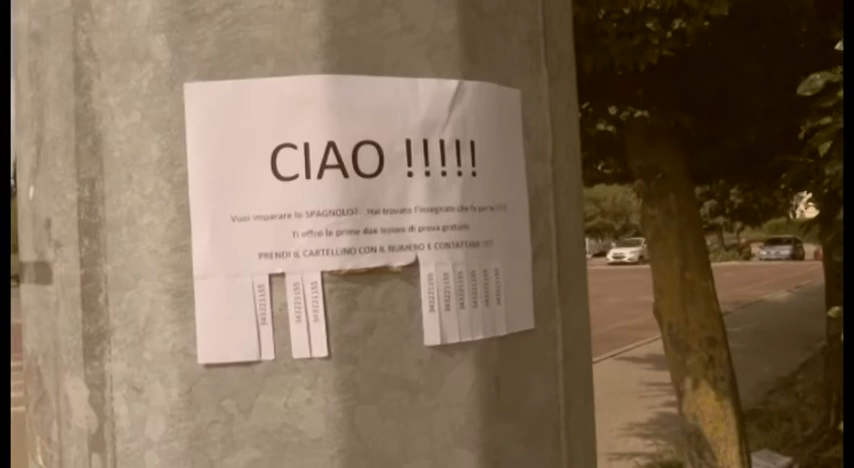 CIAO !!!!!
Vuoi imparare lo SPAGNOLO? Hai trovato l'insegnate che fa per te
Ti offro le prime due lezioni di prova gratuite
PRENDI IL CARTELLINO CON IL NUMERO E CONTATTAMI !!!